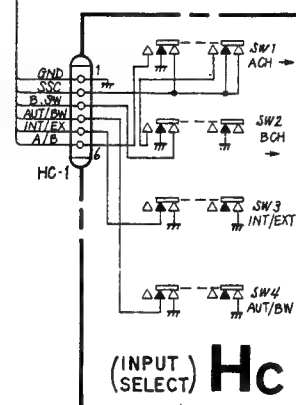 GND 1
SSC
B.SW
AUT/BW
INT/EX
A/B 6
HC-1
SW1
ACH →
SW2
BCH
→
SW3
INT/EXT
SW4
AUT/BW
(INPUT SELECT) Hc